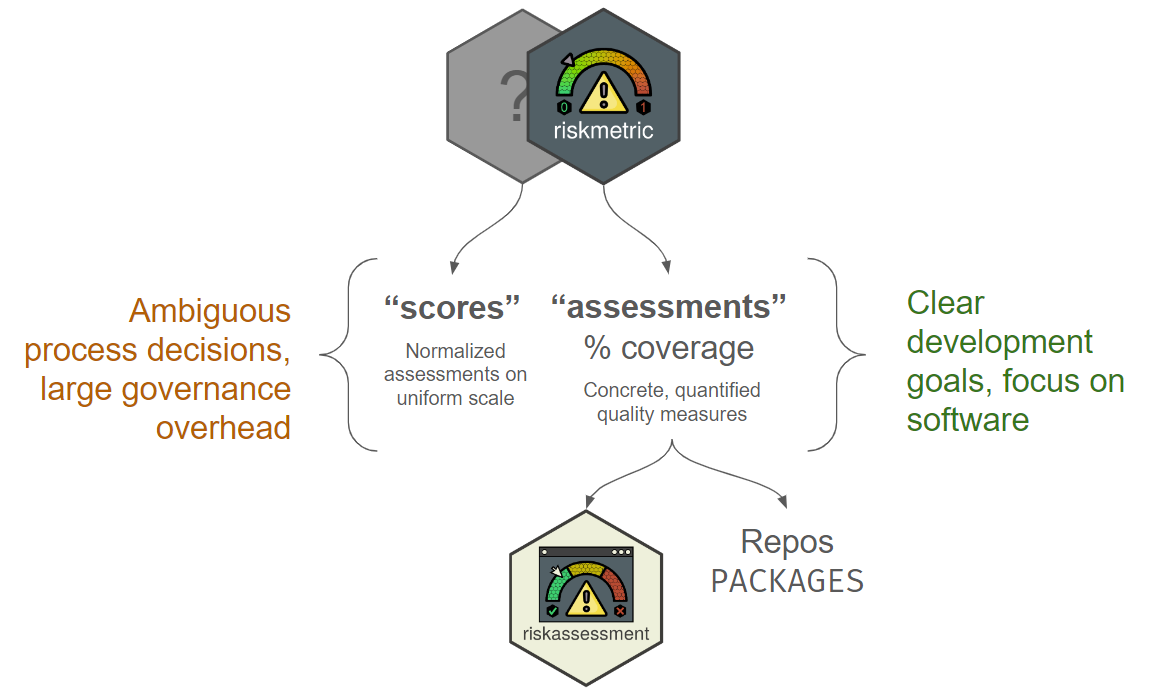 ?
0
1
riskmetric
Ambiguous
process decisions,
large governance
overhead
“scores”
Normalized
assessments on
uniform scale
“assessments”
% coverage
Concrete, quantified
quality measures
Clear
development
goals, focus on
software
riskassessment
Repos
PACKAGES